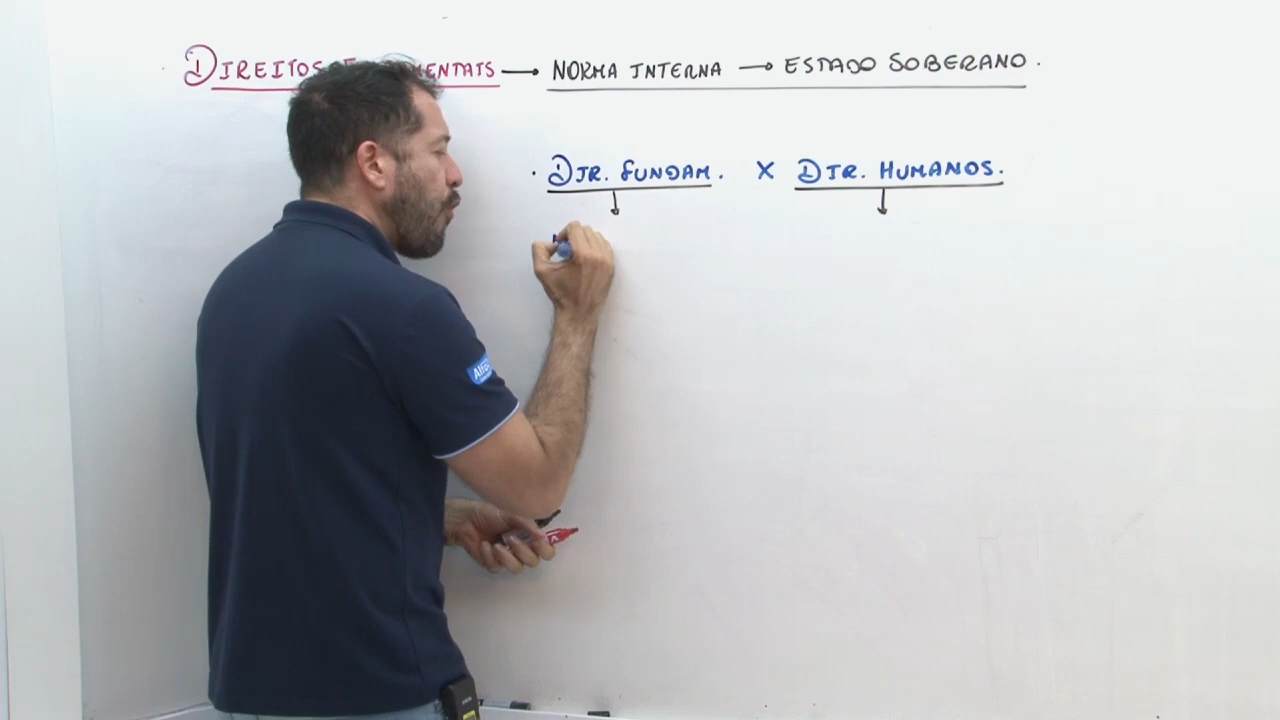 DIREITOS → NORMA INTERNA → ESTADO SOBERANO.
· DIR. FUNDAM. X DIR. HUMANOS.